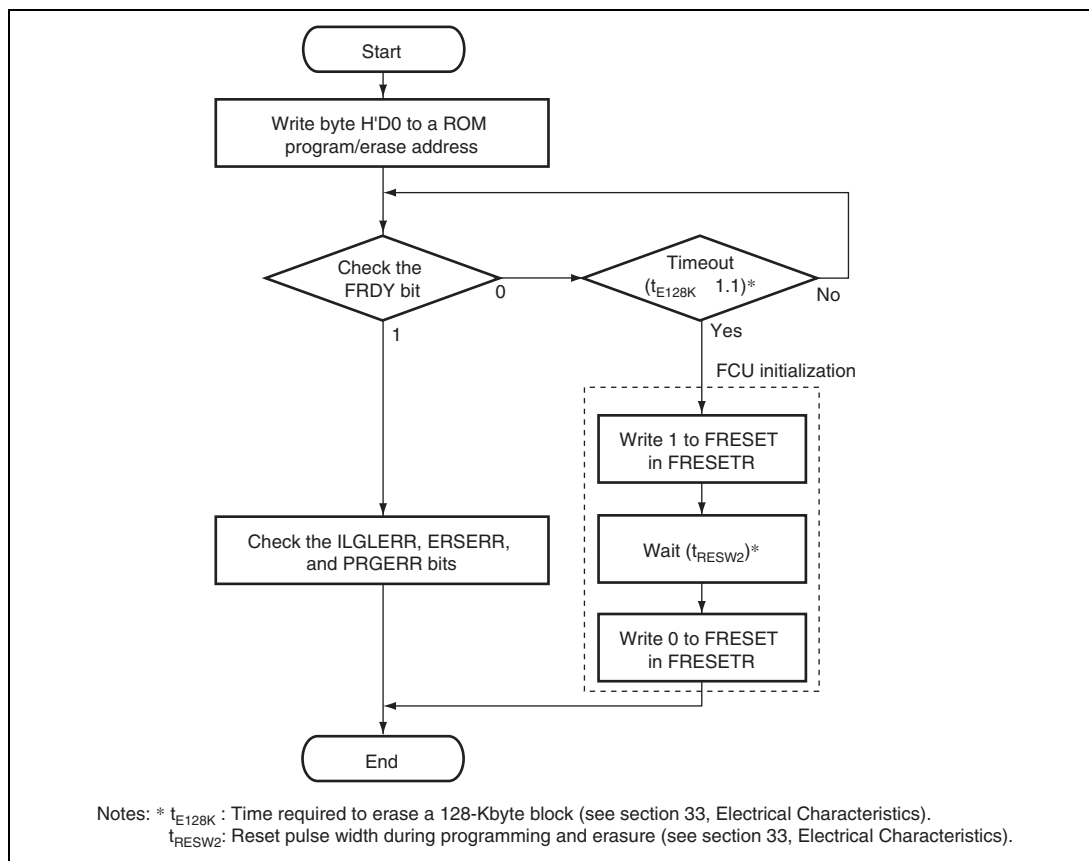 Start
Write byte H'D0 to a ROM
program/erase address
Check the
FRDY bit
0
1
Timeout
(tE128K 1.1)*
No
Yes
FCU initialization
Write 1 to FRESET
in FRESETR
Wait (tRESW2)*
Write 0 to FRESET
in FRESETR
Check the ILGLERR, ERSERR,
and PRGERR bits
End
Notes: * tE128K : Time required to erase a 128-Kbyte block (see section 33, Electrical Characteristics).
tRESW2: Reset pulse width during programming and erasure (see section 33, Electrical Characteristics).